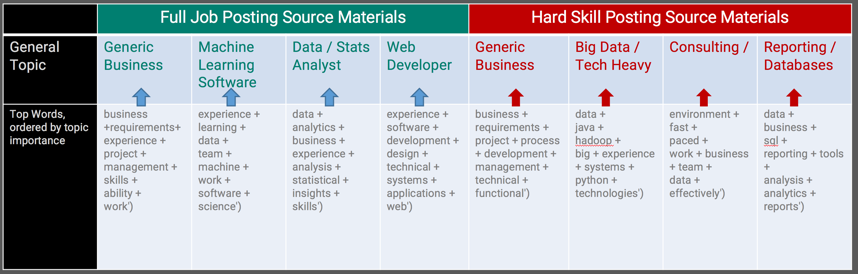 Full Job Posting Source Materials
Hard Skill Posting Source Materials
General
Topic
Generic
Business
Machine
Learning
Software
Data / Stats
Analyst
Web
Developer
Generic
Business
Big Data /
Tech Heavy
Consulting /
Reporting /
Databases
Top Words,
ordered by topic
importance
business
+requirements+
experience +
project +
management +
skills +
ability +
work')
experience +
learning +
data +
team +
machine +
work +
software +
science')
data +
analytics +
business +
experience +
analysis +
statistical +
insights +
skills')
experience +
software +
development +
design +
technical +
systems +
applications +
web')
business +
requirements +
project + process
+ development +
management +
technical +
functional')
data +
java +
hadoop +
big + experience
+ systems +
python +
technologies')
environment +
fast +
paced +
work + business
+ team +
data +
effectively')
data +
business +
sql +
reporting + tools
+
analysis +
analytics +
reports')